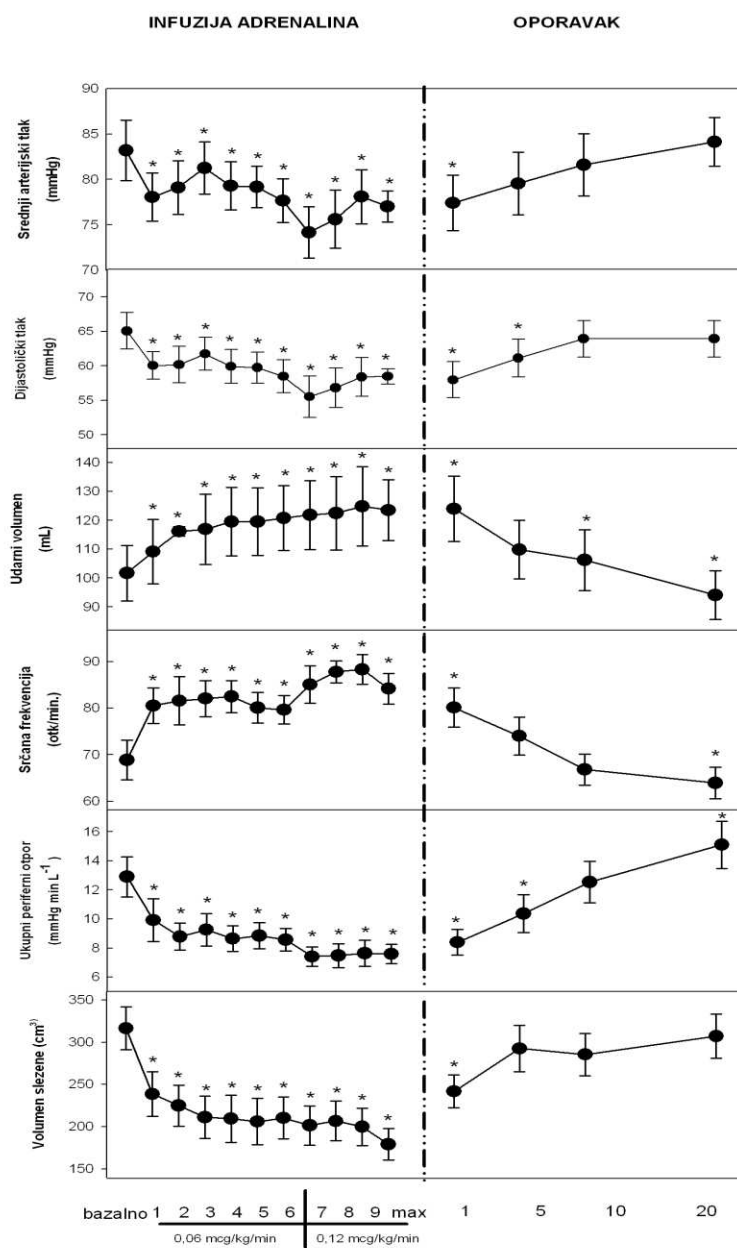 INFUZIJA ADRENALINA
OPORAVAK
Srednji arterijski tlak
(mmHg)
90
85
80
75
70
* * * * * * * * * *
*
Dijastolički tlak
(mmHg)
70
65
60
55
50
* * * * * * * * * *
* *
Udarni volumen
(mL)
140
130
120
110
100
90
* * * * * * * * * *
* * *
Srčana frekvencija
(otk/min.)
90
80
70
60
* * * * * * * * * *
* *
Ukupni periferni otpor
(mmHg min L-1)
16
14
12
10
8
6
* * * * * * * * * *
* * *
Volumen slezene (cm3)
350
300
250
200
150
* * * * * * * * * *
*
bazalno 1 2 3 4 5 6 7 8 9 max 1 5 10 20
0,06 mcg/kg/min 0,12 mcg/kg/min